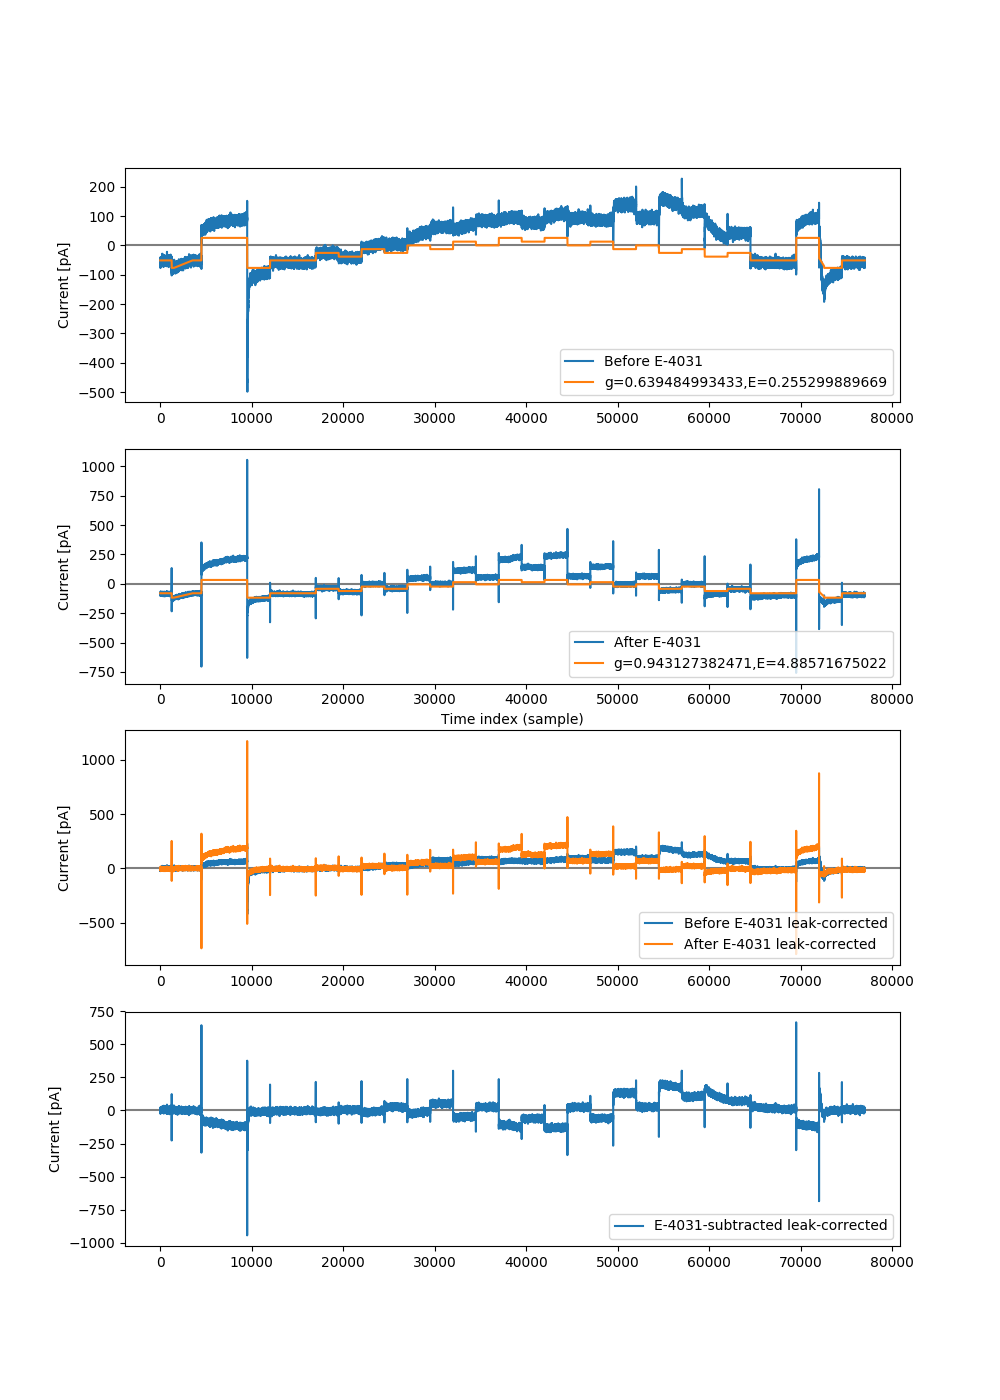 200
100
0
−100
−200
−300
−400
−500
Current [pA]
Before E-4031
g=0.639484993433,E=0.255299889669
0 10000 20000 30000 40000 50000 60000 70000 80000
1000
750
500
250
0
−250
−500
−750
Current [pA]
After E-4031
g=0.943127382471,E=4.88571675022
0 10000 20000 30000 40000 50000 60000 70000 80000
Time index (sample)
1000
500
0
−500
Current [pA]
Before E-4031 leak-corrected
After E-4031 leak-corrected
0 10000 20000 30000 40000 50000 60000 70000 80000
750
500
250
0
−250
−500
−750
−1000
Current [pA]
E-4031-subtracted leak-corrected
0 10000 20000 30000 40000 50000 60000 70000 80000